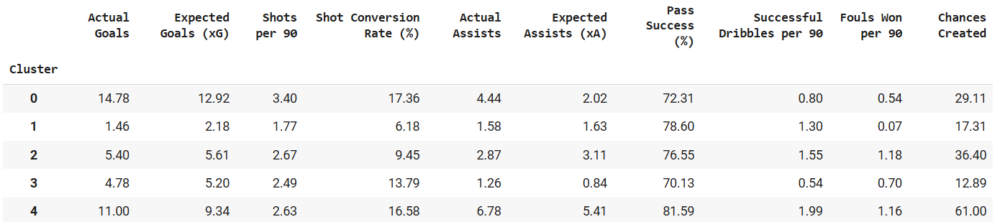 Actual Goals Expected Goals (xG) Shots per 90 Shot Conversion Rate (%) Actual Assists Expected Assists (xA) Pass Success (%) Successful Dribbles per 90 Fouls Won per 90 Chances Created
Cluster
0 14.78 12.92 3.40 17.36 4.44 2.02 72.31 0.80 0.54 29.11
1 1.46 2.18 1.77 6.18 1.58 1.63 78.60 1.30 0.07 17.31
2 5.40 5.61 2.67 9.45 2.87 3.11 76.55 1.55 1.18 36.40
3 4.78 5.20 2.49 13.79 1.26 0.84 70.13 0.54 0.70 12.89
4 11.00 9.34 2.63 16.58 6.78 5.41 81.59 1.99 1.16 61.00